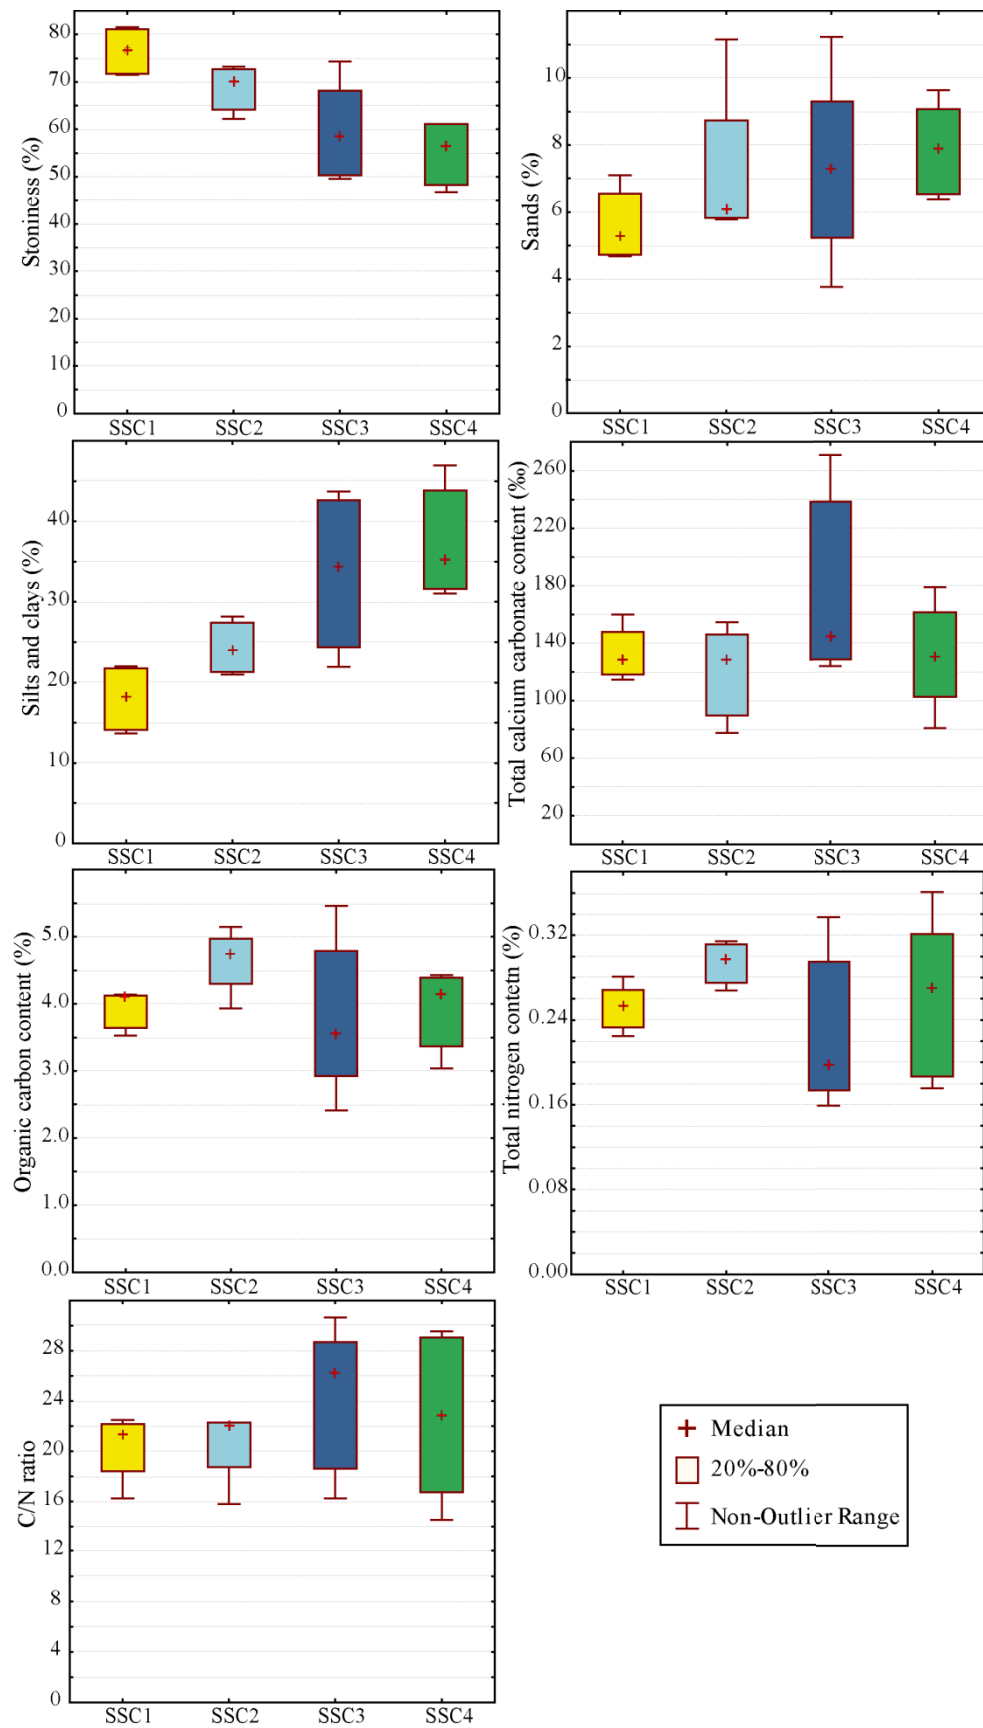 Stoniness (%)
80
70
60
50
40
30
20
10
0
SSC1 SSC2 SSC3 SSC4
Sands (%)
10
8
6
4
2
0
SSC1 SSC2 SSC3 SSC4
Silts and clays (%)
40
30
20
10
0
SSC1 SSC2 SSC3 SSC4
Total calcium carbonate content (‰)
260
220
180
140
100
60
20
SSC1 SSC2 SSC3 SSC4
Organic carbon content (%)
5.0
4.0
3.0
2.0
1.0
0.0
SSC1 SSC2 SSC3 SSC4
Total nitrogen contetn (%)
0.32
0.24
0.16
0.08
0.00
SSC1 SSC2 SSC3 SSC4
C/N ratio
28
24
20
16
12
8
4
0
SSC1 SSC2 SSC3 SSC4
Median
20%-80%
Non-Outlier Range